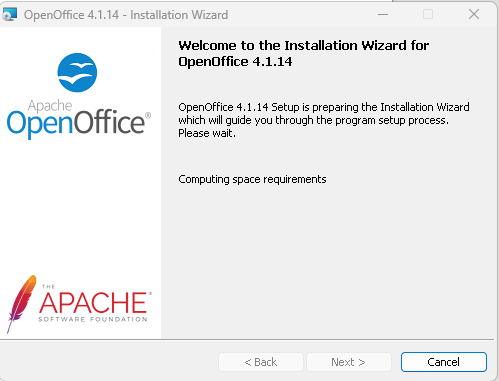 OpenOffice 4.1.14 - Installation Wizard
Welcome to the Installation Wizard for
OpenOffice 4.1.14
Apache
OpenOffice®
OpenOffice 4.1.14 Setup is preparing the Installation Wizard
which will guide you through the program setup process.
Please wait.
Computing space requirements
THE
APACHE®
SOFTWARE FOUNDATION
< Back
Next >
Cancel